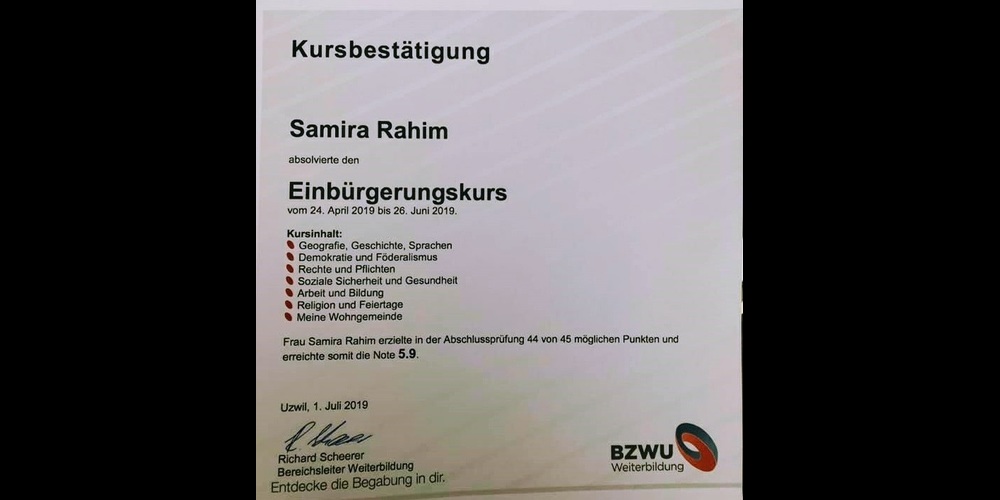 Kursbestätigung
Samira Rahim
absolvierte den
Einbürgerungskurs
vom 24. April 2019 bis 26. Juni 2019.
Kursinhalt:
Geografie, Geschichte, Sprachen
Demokratie und Föderalismus
Rechte und Pflichten
Soziale Sicherheit und Gesundheit
Arbeit und Bildung
Religion und Feiertage
Meine Wohngemeinde
Frau Samira Rahim erzielte in der Abschlussprüfung 44 von 45 möglichen Punkten und
erreichte somit die Note 5.9.
Uzwil, 1. Juli 2019
Richard Scheerer
Bereichsleiter Weiterbildung
Entdecke die Begabung in dir.
BZWU
Weiterbildung